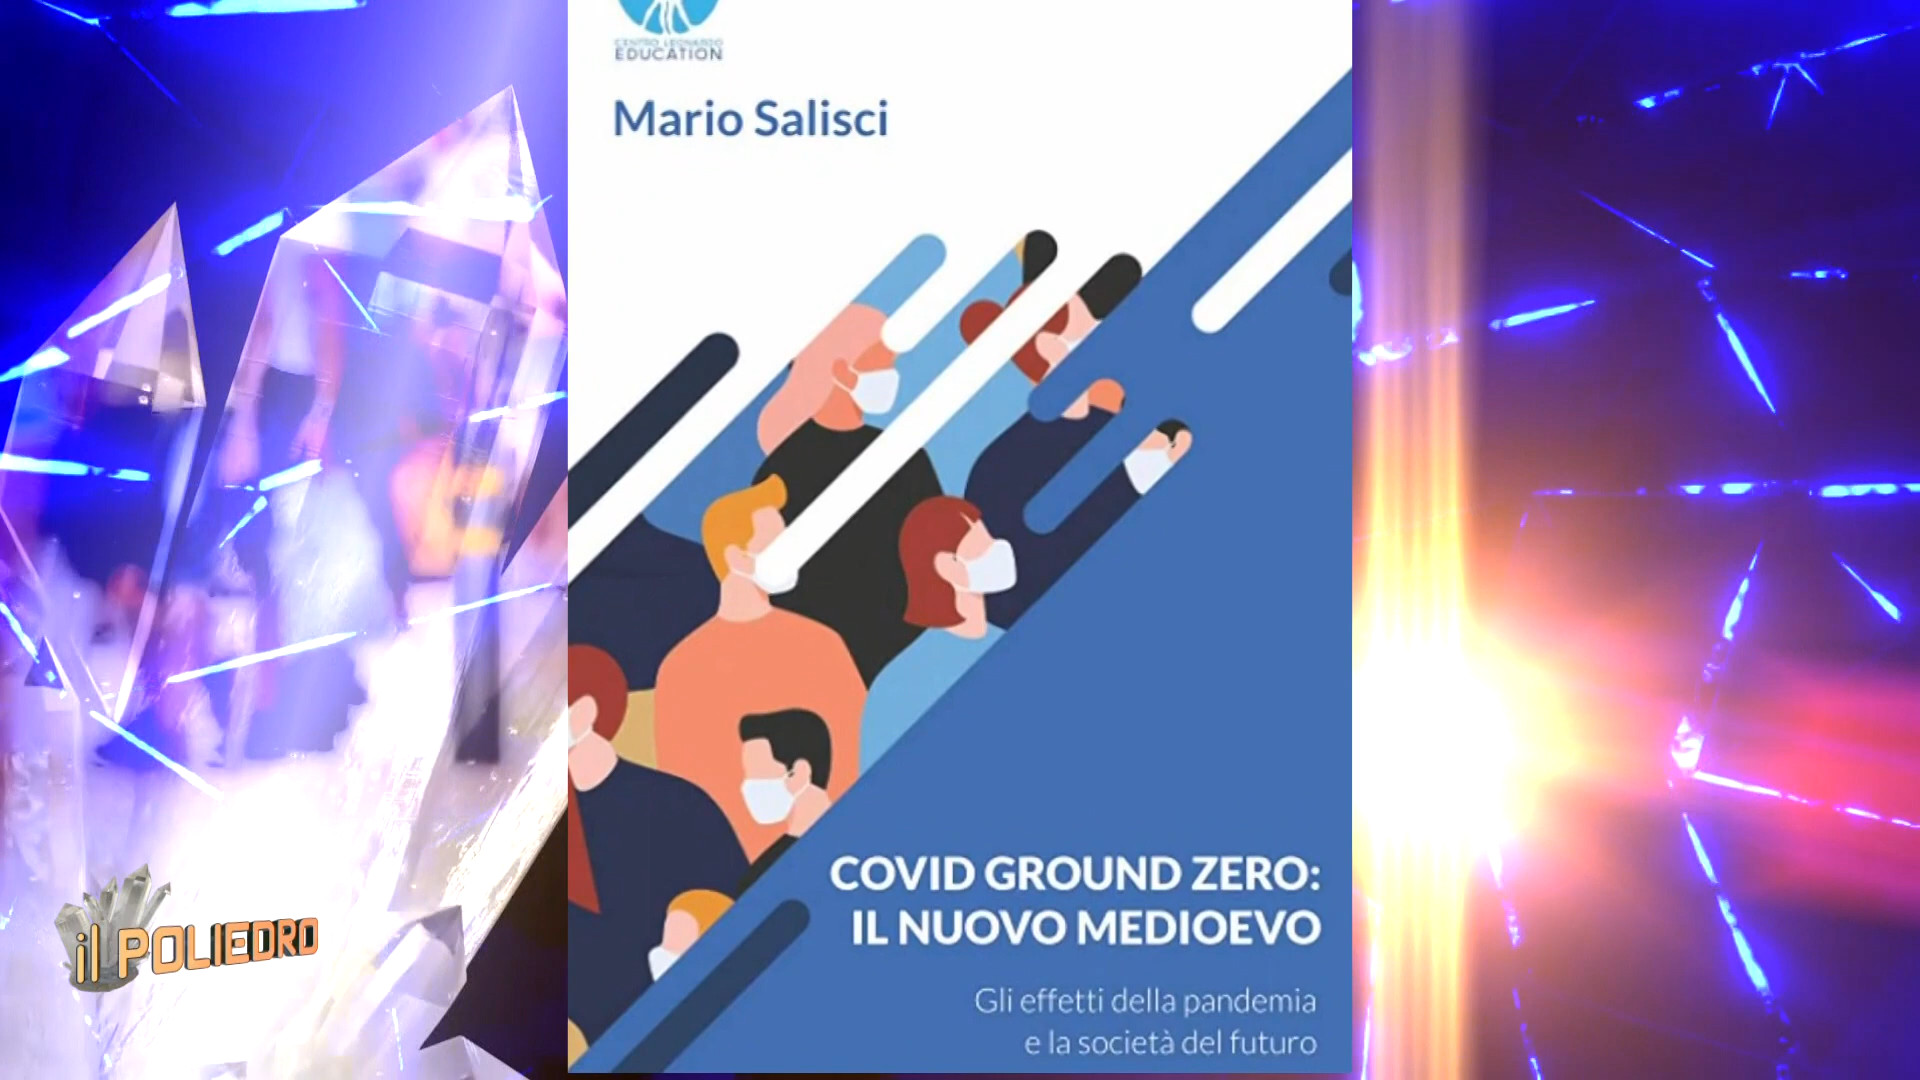 CENTRO LEONARDO
EDUCATION
Mario Salisci
COVID GROUND ZERO:
IL NUOVO MEDIOEVO
Gli effetti della pandemia
e la società del futuro
il POLIEDRO